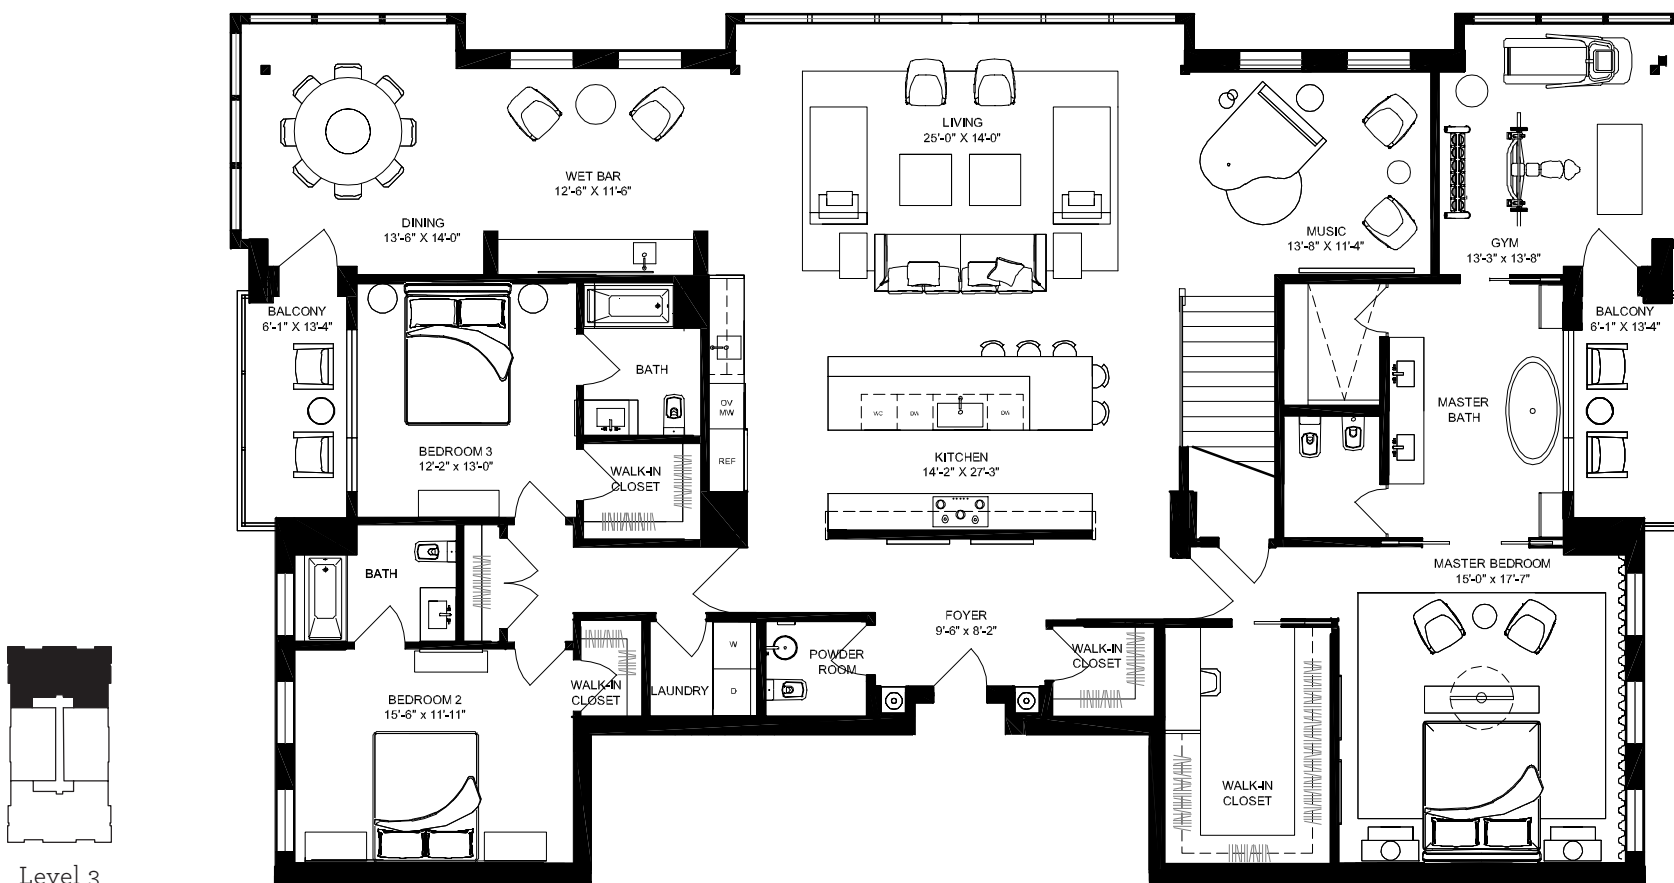 LIVING
25'-0" X 14'-0"
WET BAR
12'-6" X 11'-6"
DINING
13'-6" X 14'-0"
MUSIC
13'-8" X 11'-4"
GYM
13'-3" x 13'-8"
BALCONY
6'-1" X 13'-4"
BALCONY
6'-1" X 13'-4"
BATH
OV
MW
REF
WC
DW
DW
MASTER
BATH
BEDROOM 3
12'-2" x 13'-0"
WALK-IN
CLOSET
KITCHEN
14'-2" X 27'-3"
BATH
MASTER BEDROOM
15'-0" x 17'-7"
FOYER
9'-6" x 8'-2"
W
D
LAUNDRY
POWDER
ROOM
WALK-IN
CLOSET
WALK-IN
CLOSET
BEDROOM 2
15'-6" x 11'-11"
WALK-IN
CLOSET
Level 3